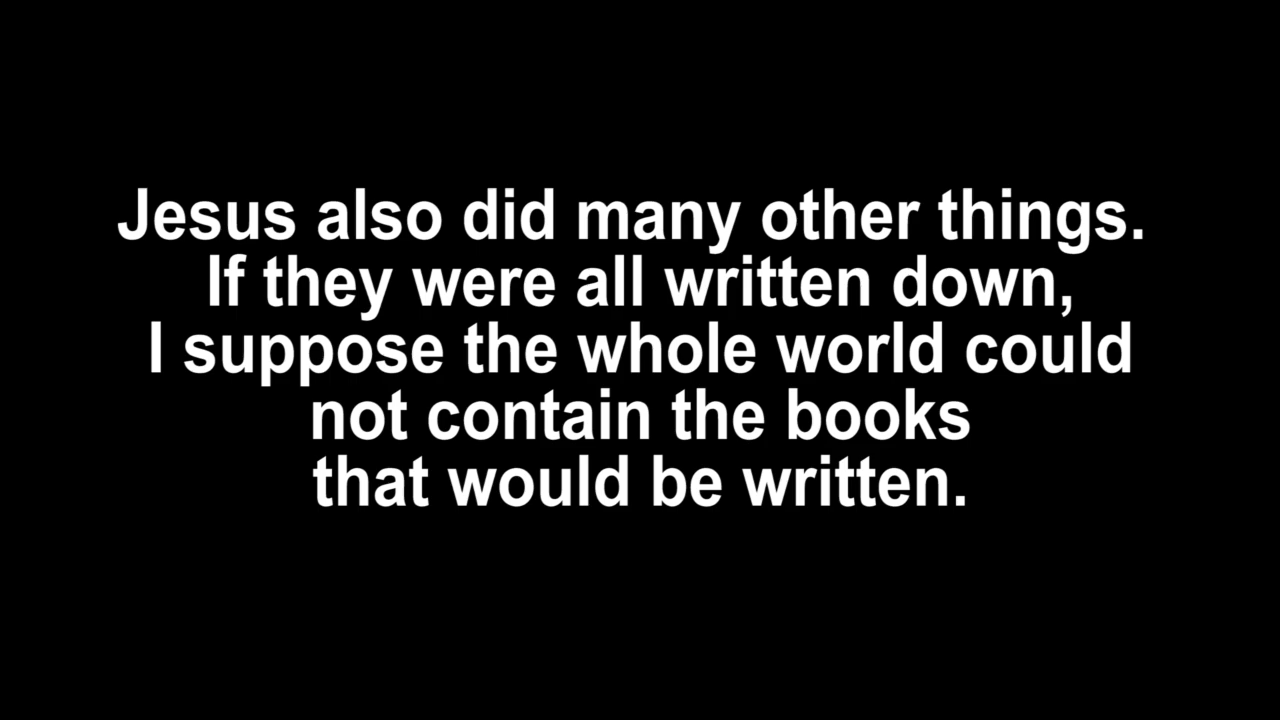 Jesus also did many other things.
If they were all written down,
I suppose the whole world could
not contain the books
that would be written.